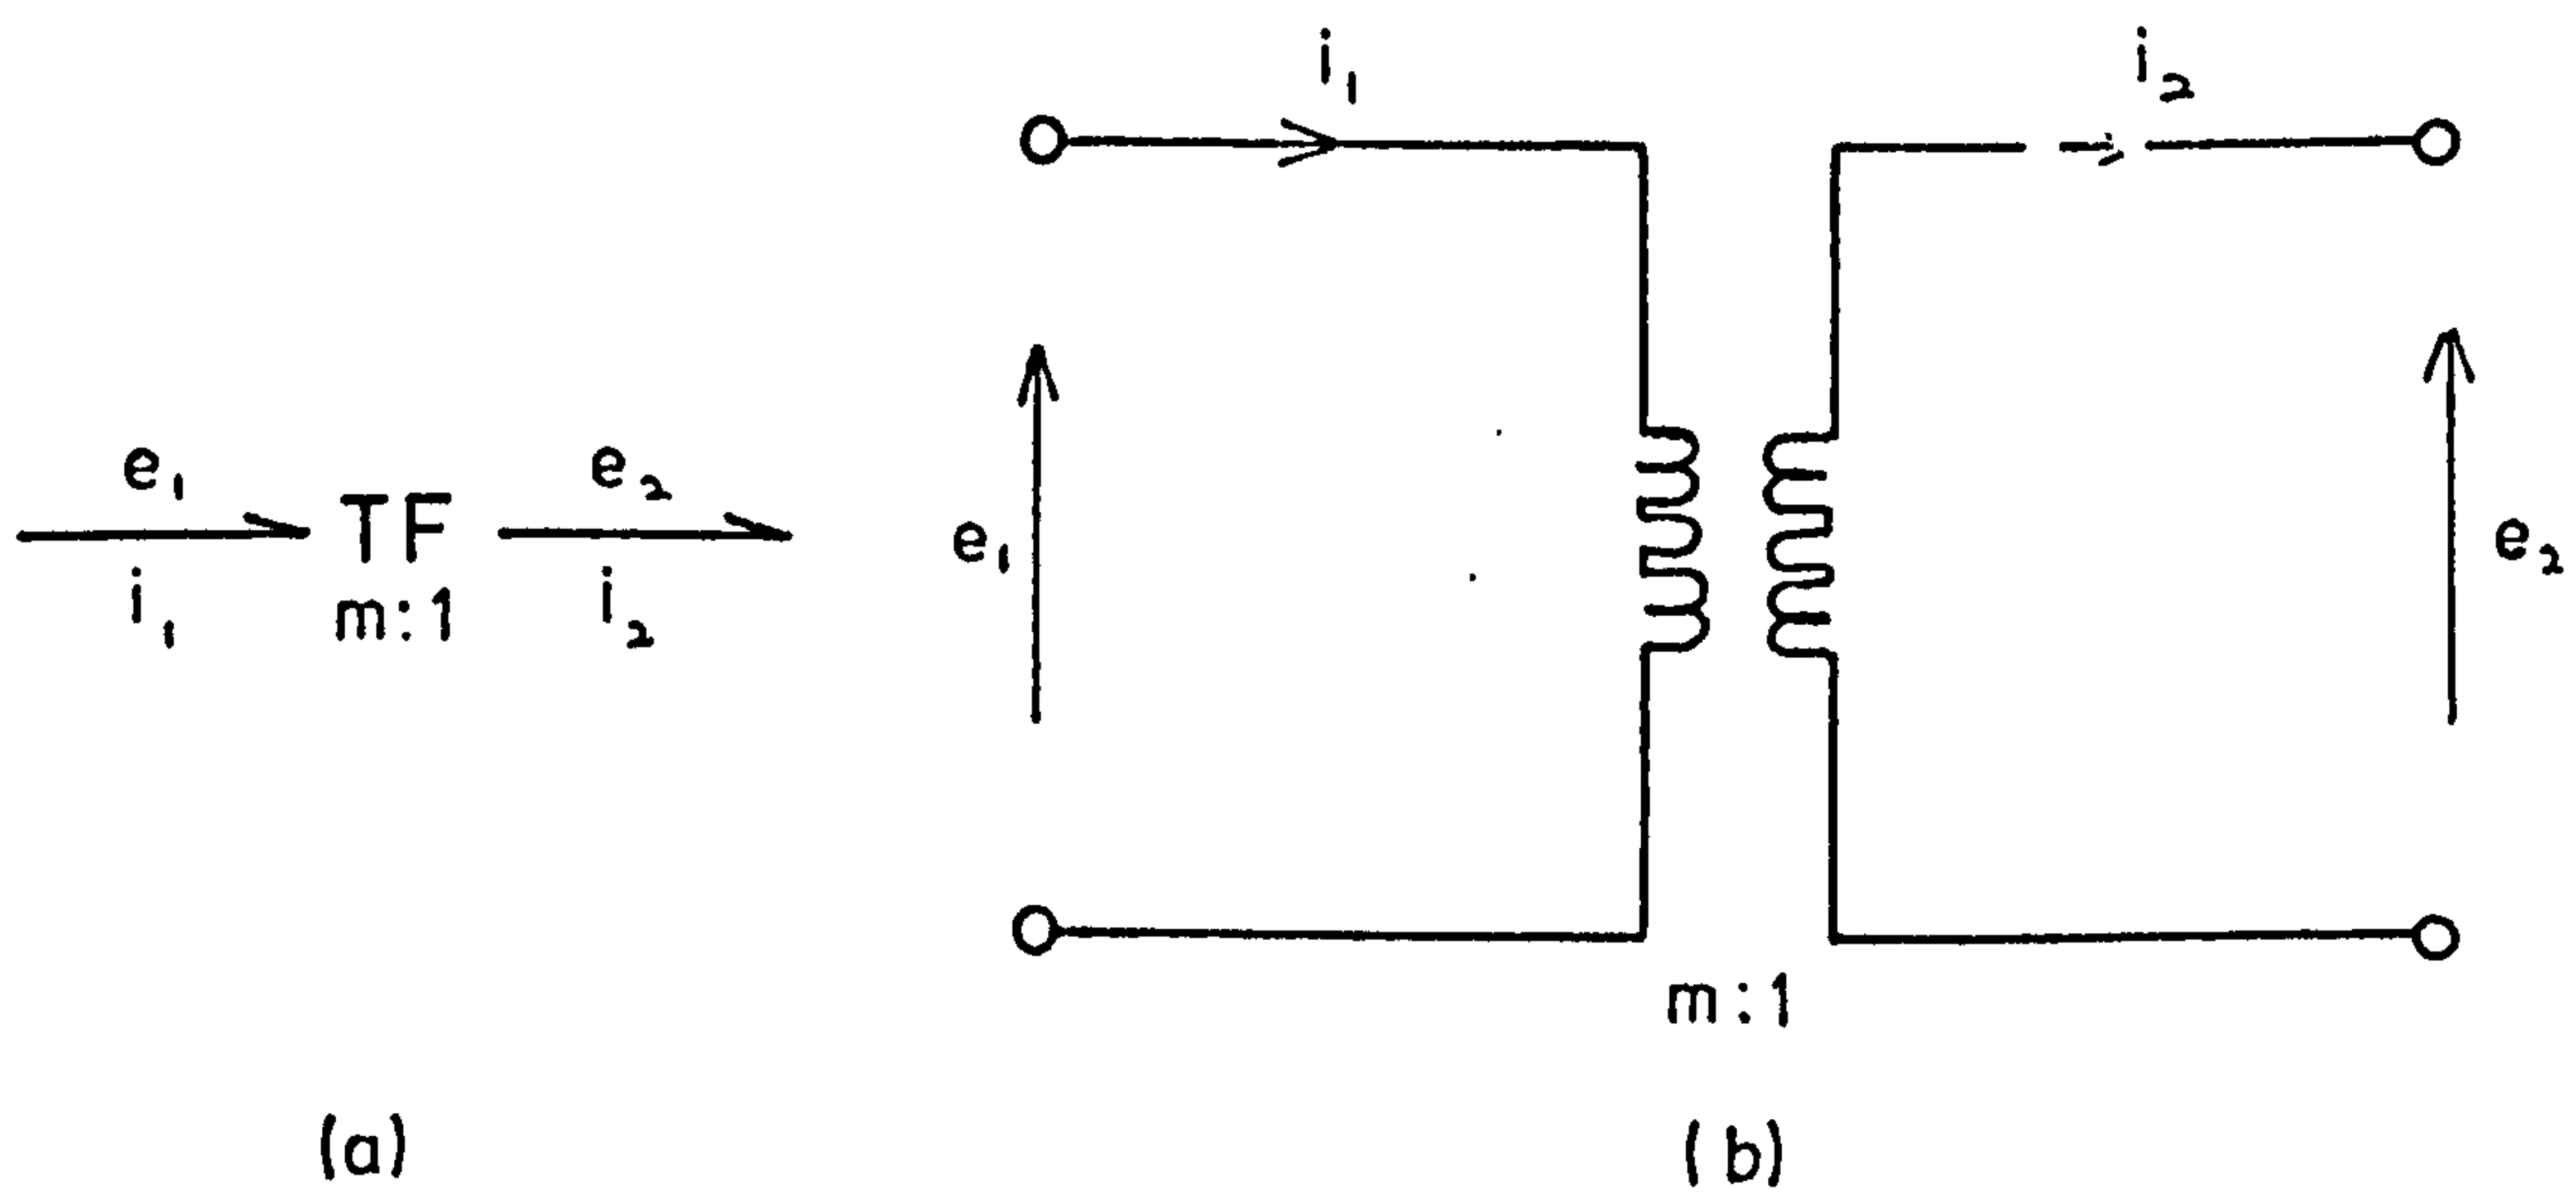 e₁ TF e₂
i₁ m:1 i₂
i₁ i₂
e₁ e₂
m:1
(a) (b)